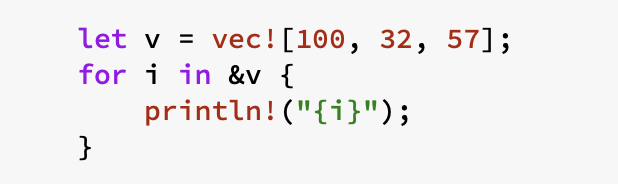 let v = vec![100, 32, 57];
for i in &v {
    println!("{i}");
}